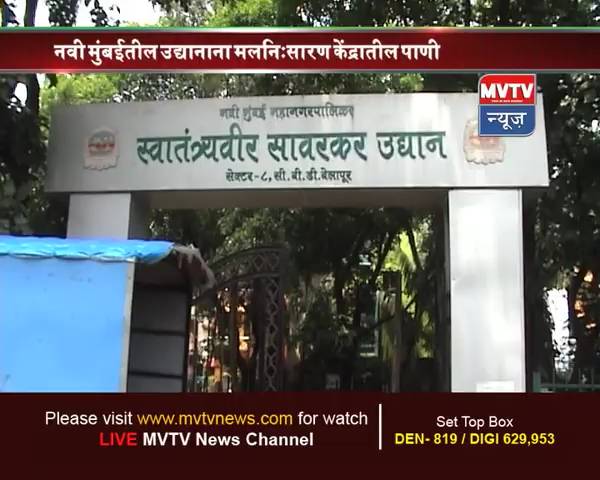 नवी मुंबईतील उद्यानाना मलनिःसारण केंद्रातील पाणी
MVTV
न्यूज़
नवी मुंबई महानगरपालिका
स्वातंत्र्यवीर सावरकर उद्यान
सेक्टर-८, सी.बी.डी.बेलापूर
Please visit www.mvtvnews.com for watch
LIVE MVTV News Channel
Set Top Box
DEN- 819 / DIGI 629,953